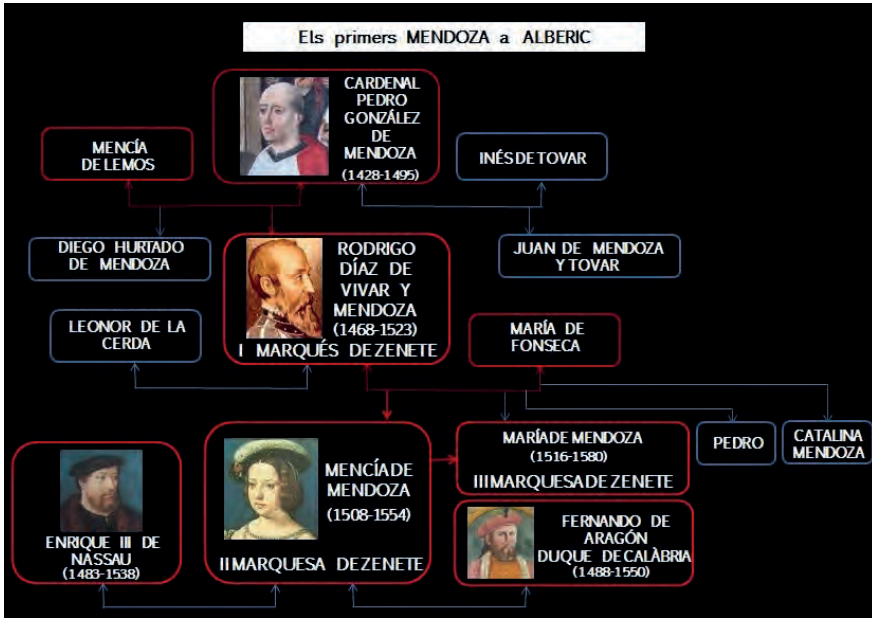 Els primers MENDOZA a ALBERIC
CARDENAL
PEDRO
GONZÁLEZ
DE
MENDOZA
(1428-1495)
MENCÍA
DE LEMOS
INÉS DE TOVAR
DIEGO HURTADO
DE MENDOZA
RODRIGO
DÍAZ DE
VIVAR Y
MENDOZA
(1468-1523)
I MARQUÉS DE ZENETE
JUAN DE MENDOZA
Y TOVAR
LEONOR DE LA
CERDA
MARÍA DE
FONSECA
MENCÍA DE
MENDOZA
(1508-1554)
II MARQUESA DE ZENETE
MARÍA DE MENDOZA
(1516-1580)
III MARQUESA DE ZENETE
PEDRO
CATALINA
MENDOZA
ENRIQUE III DE
NASSAU
(1483-1538)
FERNANDO DE
ARAGÓN
DUQUE DE CALÀBRIA
(1488-1550)